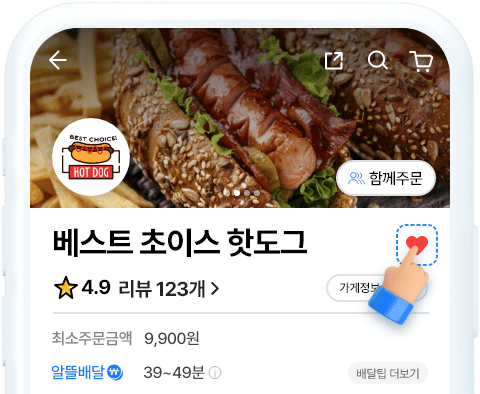 BEST CHOICE!
HOT DOG
함께주문
베스트 초이스 핫도그
4.9 리뷰 123개
가게정보
최소주문금액 9,900원
알뜰배달 39~49분
배달팁 더보기